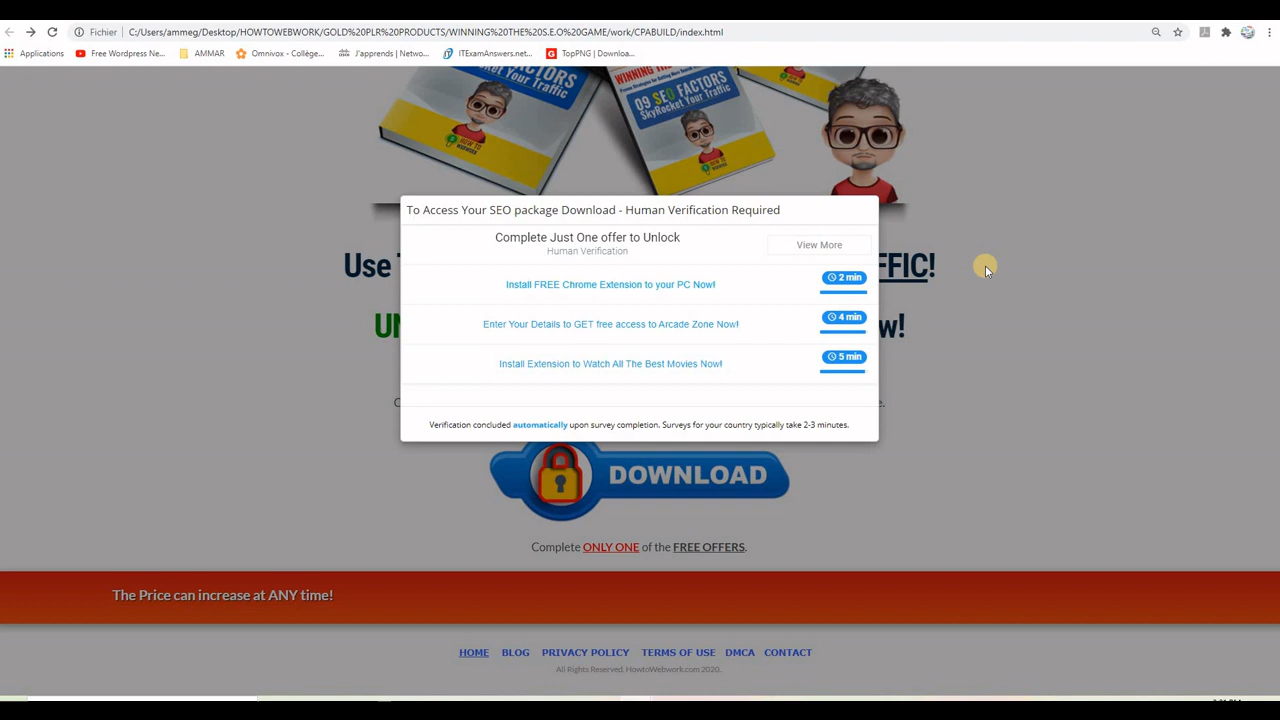 Fichier C:/Users/ammeg/Desktop/HOWTOWEBWORK/GOLD%20PLR%20PRODUCTS/WINNING%20THE%20S.E.O%20GAME/work/CPABUILD/index.html
Applications Free Wordpress Ne... AMMAR Omnivox - Collège... J'apprends | Netwo... ITExamAnswers.net... TopPNG | Downloa...
FACTORS
Rocket Your Traffic
WINNING THE
09 SEO FACTORS
SkyRocket Your Traffic
HOW TO
WEBWORK
To Access Your SEO package Download - Human Verification Required
Complete Just One offer to Unlock
Human Verification
View More
Install FREE Chrome Extension to your PC Now!
2 min
Enter Your Details to GET free access to Arcade Zone Now!
4 min
Install Extension to Watch All The Best Movies Now!
5 min
Verification concluded automatically upon survey completion. Surveys for your country typically take 2-3 minutes.
Use
FFIC!
UN
w!
DOWNLOAD
Complete ONLY ONE of the FREE OFFERS.
The Price can increase at ANY time!
HOME BLOG PRIVACY POLICY TERMS OF USE DMCA CONTACT
All Rights Reserved. HowtoWebwork.com 2020.